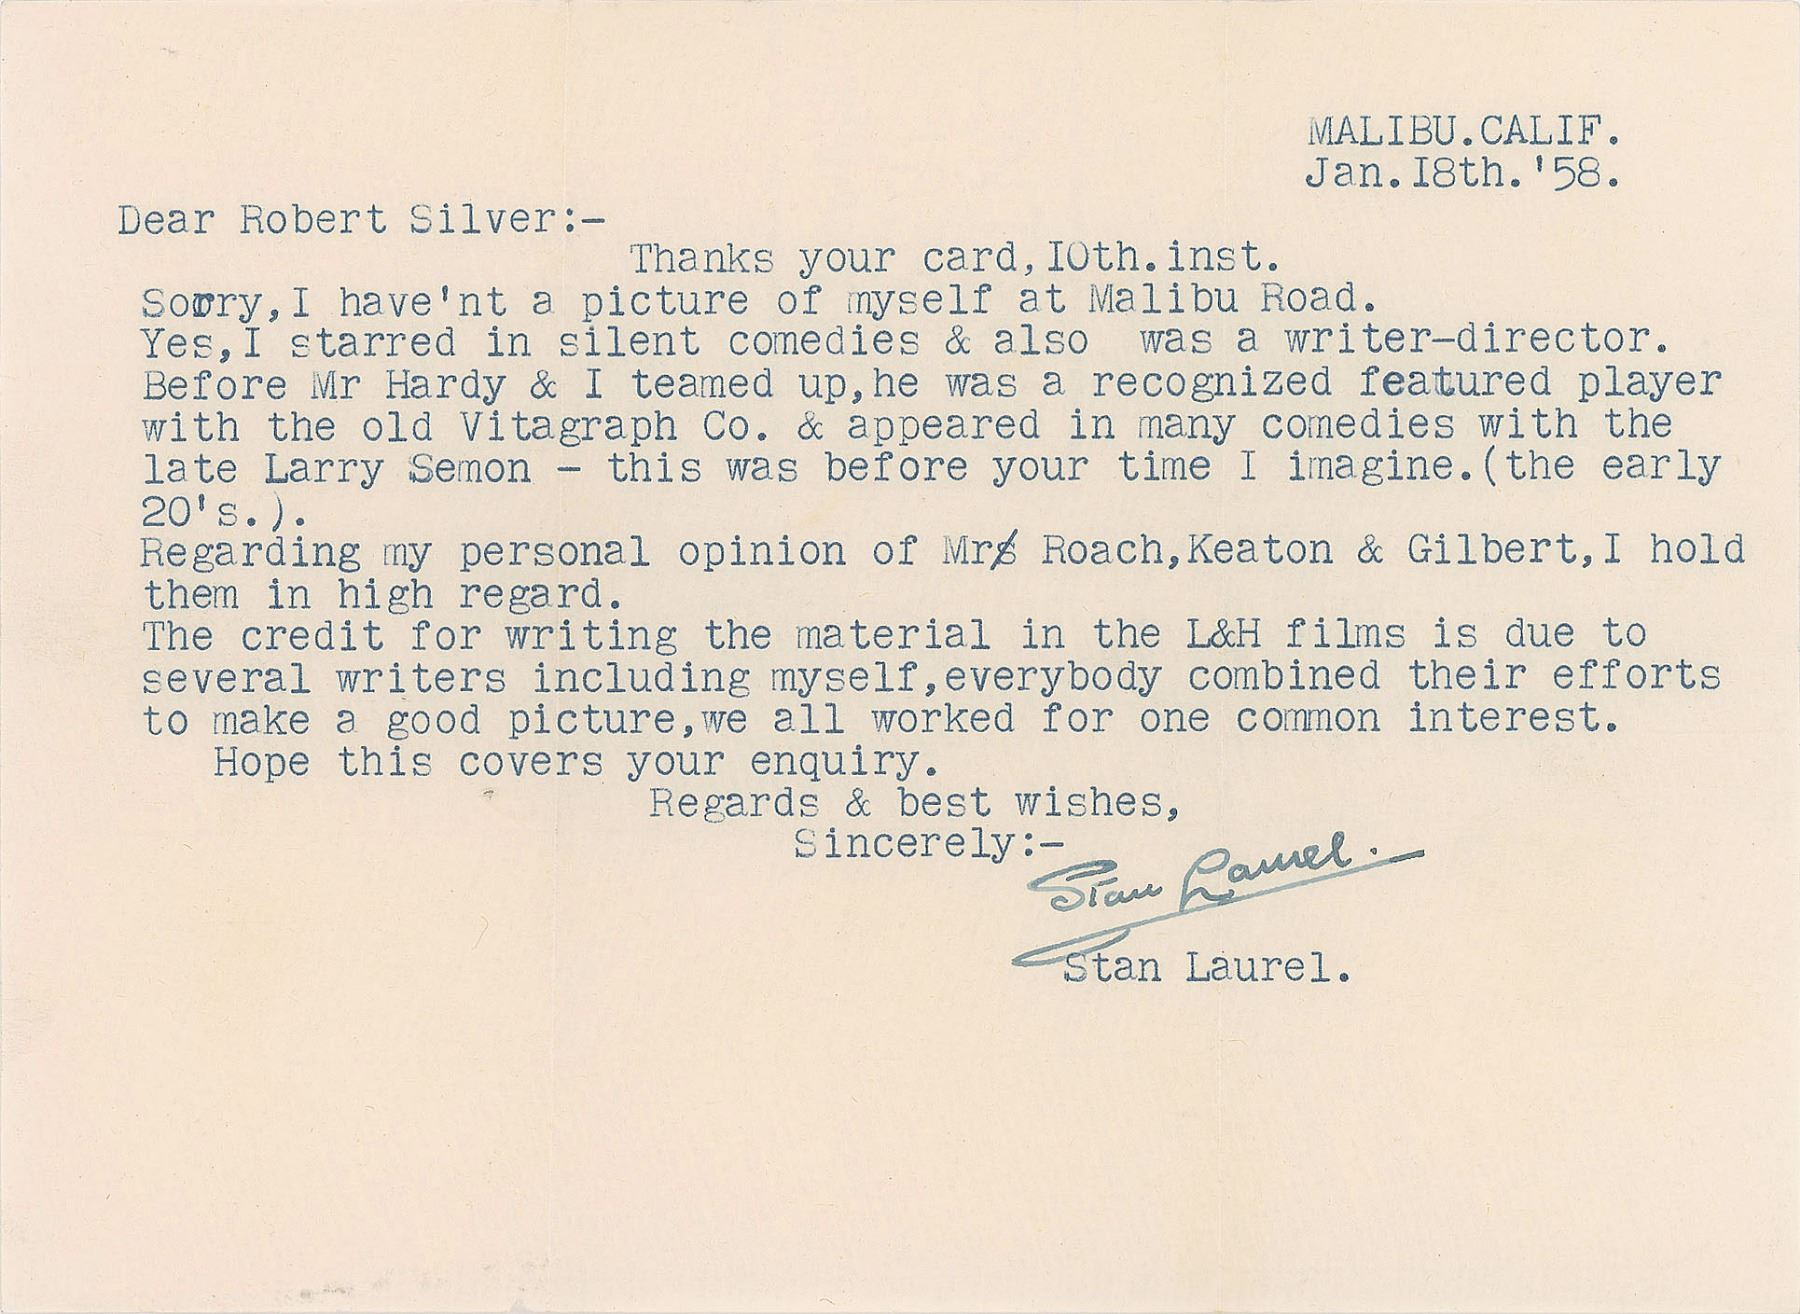 MALIBU.CALIF.
Jan.I8th.'58.
Dear Robert Silver:-
Thanks your card,IOth.inst.
Sorry,I have'nt a picture of myself at Malibu Road.
Yes,I starred in silent comedies & also was a writer-director.
Before Mr Hardy & I teamed up,he was a recognized featured player
with the old Vitagraph Co. & appeared in many comedies with the
late Larry Semon - this was before your time I imagine.(the early
20's.).
Regarding my personal opinion of Mrs Roach,Keaton & Gilbert,I hold
them in high regard.
The credit for writing the material in the L&H films is due to
several writers including myself,everybody combined their efforts
to make a good picture,we all worked for one common interest.
Hope this covers your enquiry.
Regards & best wishes,
Sincerely:-
Stan Laurel.
Stan Laurel.